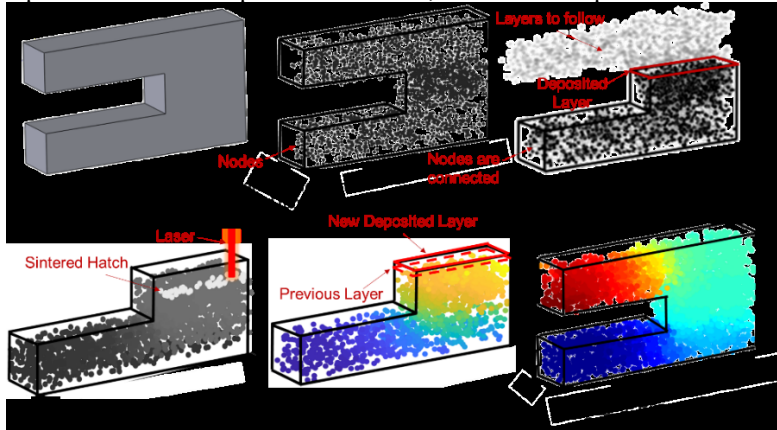 Layers to follow
Deposited
Layer
Nodes
Nodes are
connected
Laser
Sintered Hatch
New Deposited Layer
Previous Layer